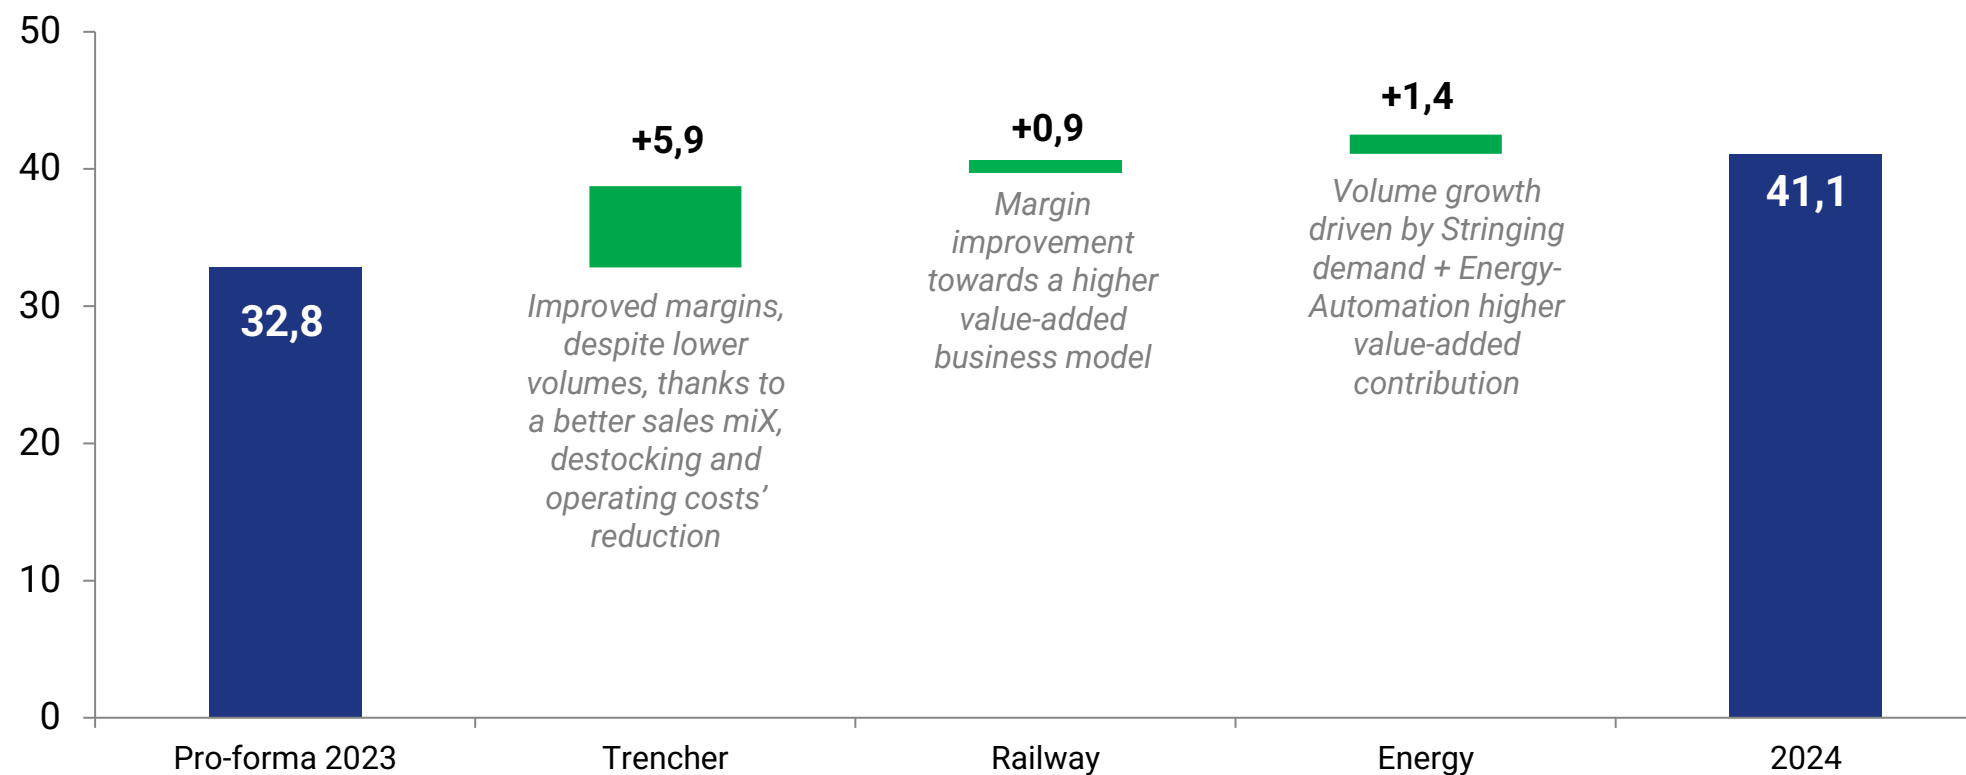 50
40
30
20
10
0
32,8
+5,9
Improved margins,
despite lower
volumes, thanks to
a better sales miX,
destocking and
operating costs’
reduction
+0,9
Margin
improvement
towards a higher
value-added
business model
+1,4
Volume growth
driven by Stringing
demand + Energy-
Automation higher
value-added
contribution
41,1
Pro-forma 2023
Trencher
Railway
Energy
2024